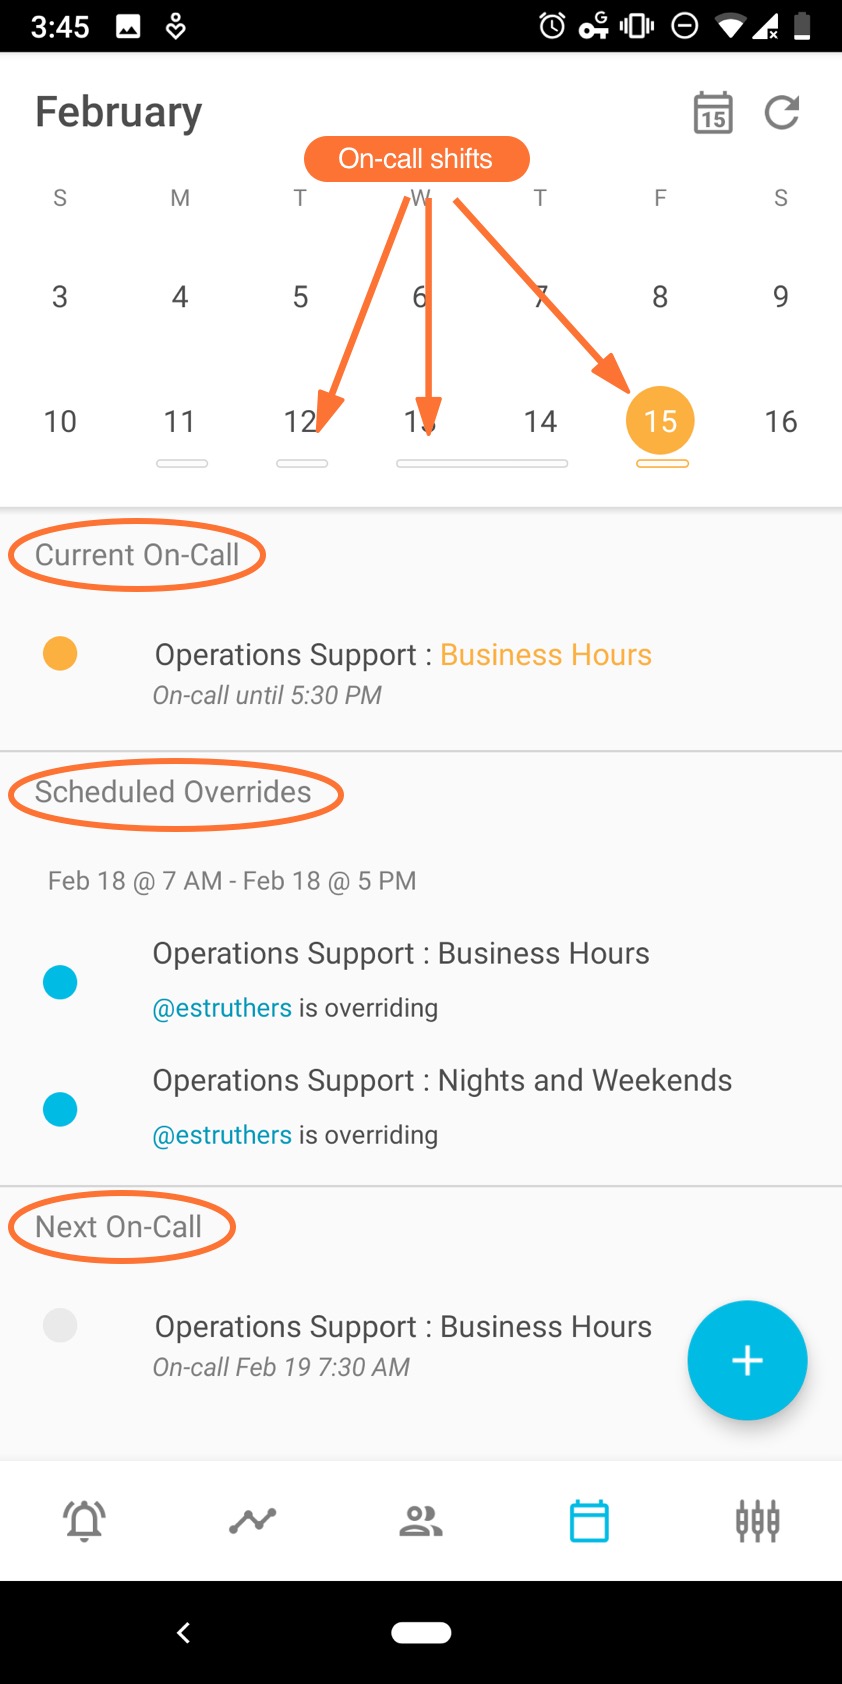 3:45
G
February
15
On-call shifts
S M T W T F S
3 4 5 6 7 8 9
10 11 12 13 14 15 16
Current On-Call
Operations Support : Business Hours
On-call until 5:30 PM
Scheduled Overrides
Feb 18 @ 7 AM - Feb 18 @ 5 PM
Operations Support : Business Hours
@estruthers is overriding
Operations Support : Nights and Weekends
@estruthers is overriding
Next On-Call
Operations Support : Business Hours
On-call Feb 19 7:30 AM